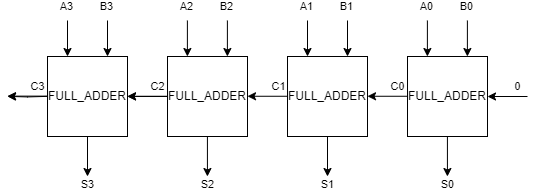 A3 B3 A2 B2 A1 B1 A0 B0
C3 FULL_ADDER C2 FULL_ADDER C1 FULL_ADDER C0 FULL_ADDER 0
S3 S2 S1 S0